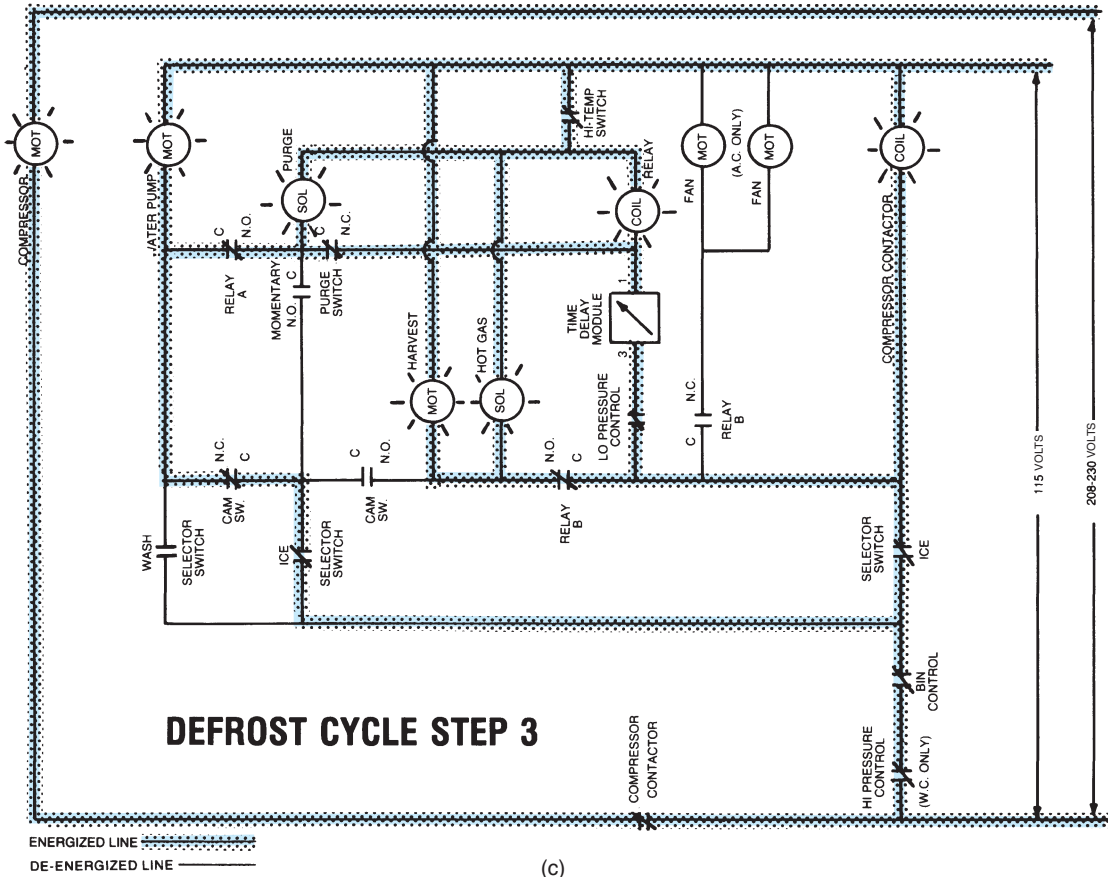 COMPRESSOR
MOT
MOT
JATER PUMP
PURGE
SOL
HI-TEMP
SWITCH
RELAY
COIL
MOT
FAN
(A.C. ONLY)
MOT
FAN
COIL
COMPRESSOR CONTACTOR
C
N.O.
RELAY
A
MOMENTARY
N.O.
C
C
N.C.
PURGE
SWITCH
HARVEST
MOT
HOT GAS
SOL
1
TIME
DELAY
MODULE
3
LO PRESSURE
CONTROL
N.C.
C
RELAY
B
N.C.
C
CAM
SW.
C
N.O.
CAM
SW.
N.O.
C
RELAY
B
WASH
SELECTOR
SWITCH
ICE
SELECTOR
SWITCH
SELECTOR
SWITCH
ICE
115 VOLTS
208-230 VOLTS
BIN
CONTROL
HI PRESSURE
CONTROL
(W.C. ONLY)
COMPRESSOR
CONTACTOR
DEFROST CYCLE STEP 3
ENERGIZED LINE
DE-ENERGIZED LINE
(c)